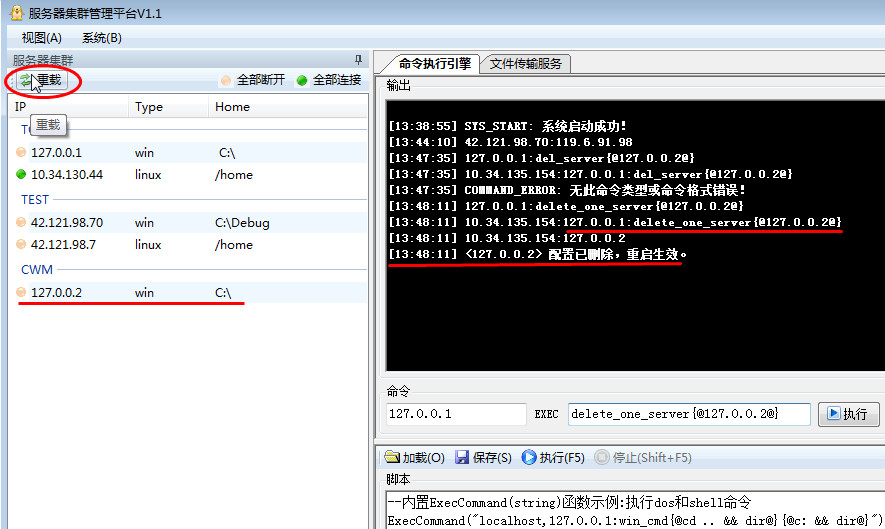 服务器集群管理平台V1.1
视图(A) 系统(B)
服务器集群
重载 全部断开 全部连接
IP Type Home
重载
127.0.0.1 win C:\
10.34.130.44 linux /home
TEST
42.121.98.70 win C:\Debug
42.121.98.7 linux /home
CWM
127.0.0.2 win C:\
命令执行引擎 文件传输服务
输出
[13:38:55] SYS_START: 系统启动成功!
[13:44:10] 42.121.98.70:119.6.91.98
[13:47:35] 127.0.0.1:del_server{@127.0.0.2@}
[13:47:35] 10.34.135.154:127.0.0.1:del_server{@127.0.0.2@}
[13:47:35] COMMAND_ERROR: 无此命令类型或命令格式错误!
[13:48:11] 127.0.0.1:delete_one_server{@127.0.0.2@}
[13:48:11] 10.34.135.154:127.0.0.1:delete_one_server{@127.0.0.2@}
[13:48:11] 10.34.135.154:127.0.0.2
[13:48:11] <127.0.0.2> 配置已删除，重启生效。
命令
127.0.0.1 EXEC delete_one_server{@127.0.0.2@} 执行
加载(O) 保存(S) 执行(F5) 停止(Shift+F5)
脚本
--内置ExecCommand(string)函数示例:执行dos和shell命令
ExecCommand("localhost,127.0.0.1:win_cmd{@cd .. && dir@}{@c: && dir@}")